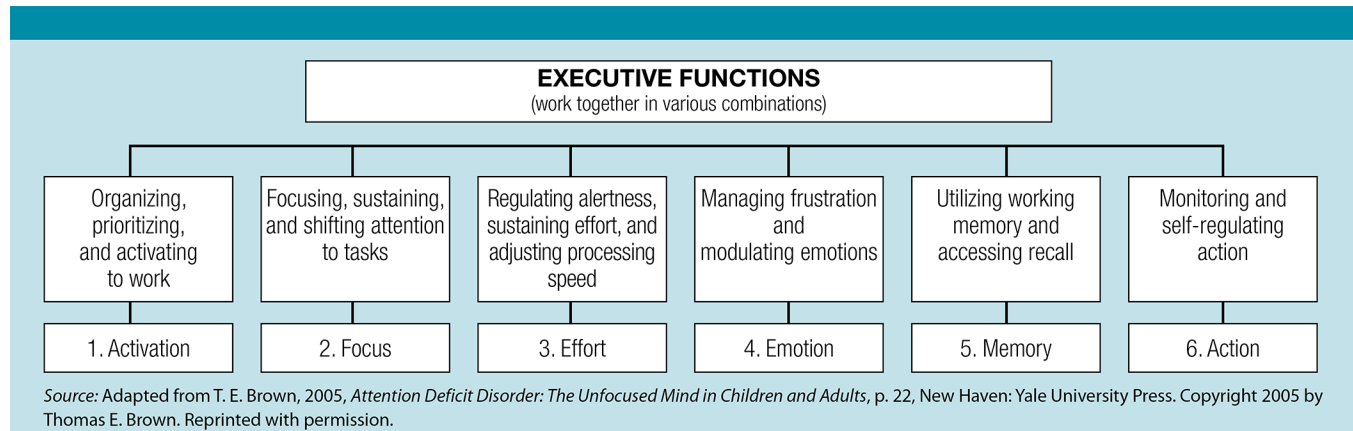 EXECUTIVE FUNCTIONS
(work together in various combinations)
Organizing,
prioritizing,
and activating
to work
Focusing, sustaining,
and shifting attention
to tasks
Regulating alertness,
sustaining effort, and
adjusting processing
speed
Managing frustration
and
modulating emotions
Utilizing working
memory and
accessing recall
Monitoring and
self-regulating
action
1. Activation
2. Focus
3. Effort
4. Emotion
5. Memory
6. Action
Source: Adapted from T. E. Brown, 2005, Attention Deficit Disorder: The Unfocused Mind in Children and Adults, p. 22, New Haven: Yale University Press. Copyright 2005 by
Thomas E. Brown. Reprinted with permission.